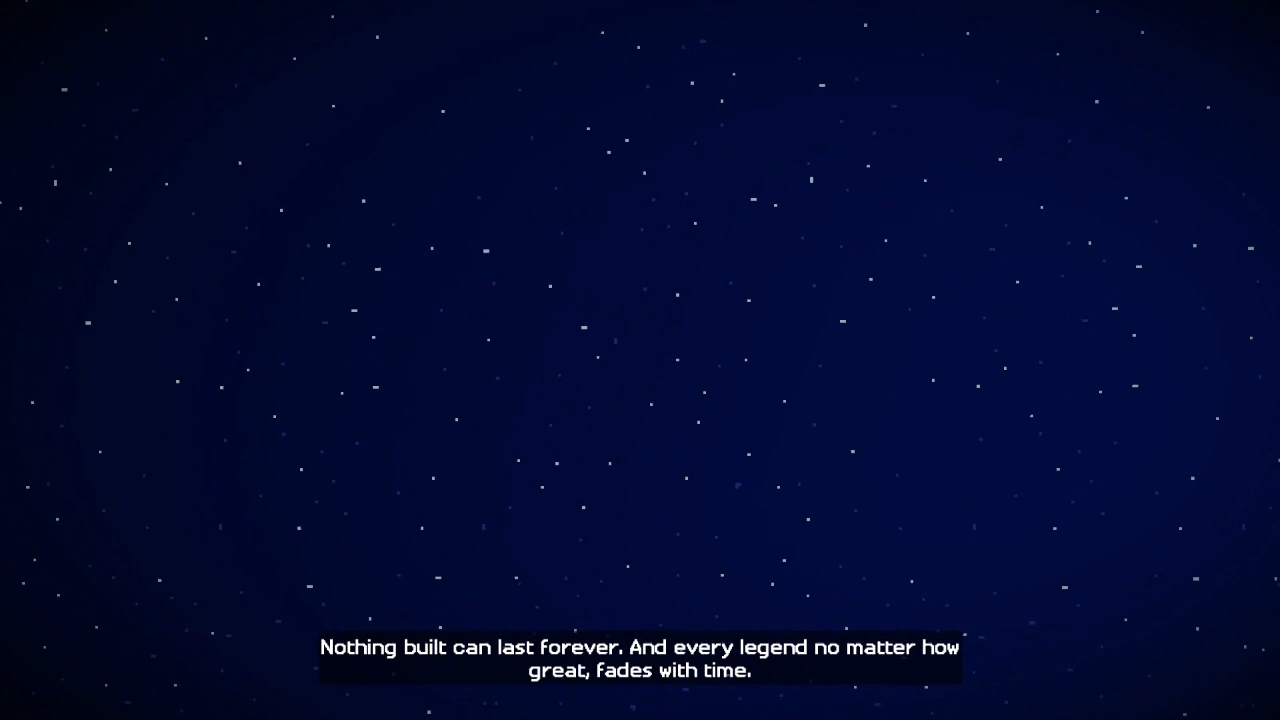 Nothing built can last forever. And every legend no matter how
great, fades with time.